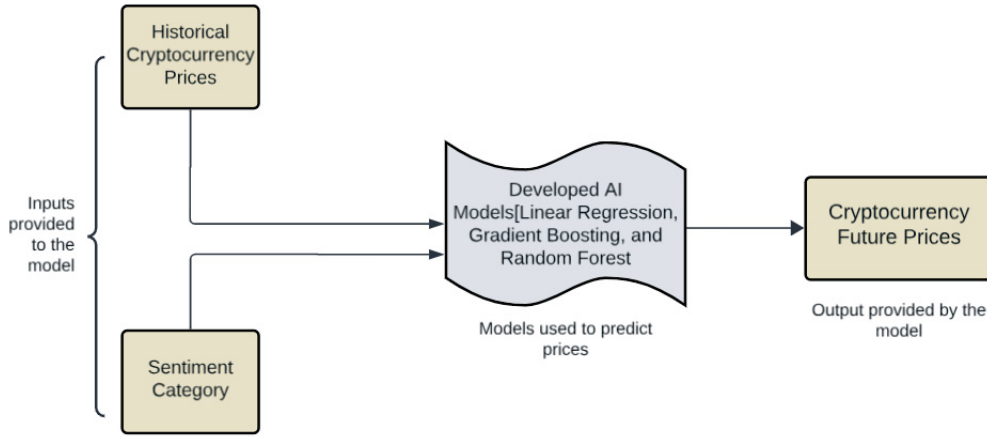 Historical
Cryptocurrency
Prices
Inputs
provided
to the
model
Developed AI
Models[Linear Regression,
Gradient Boosting, and
Random Forest
Models used to predict
prices
Cryptocurrency
Future Prices
Output provided by the
model
Sentiment
Category